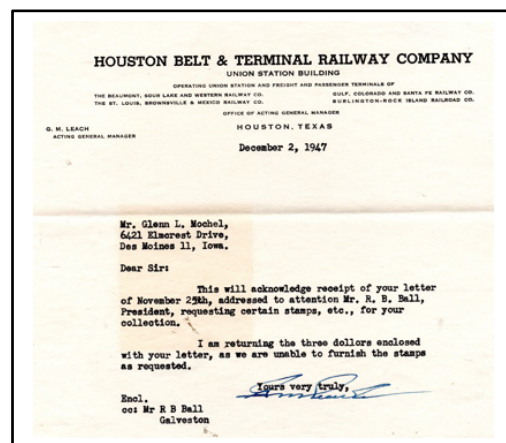 HOUSTON BELT & TERMINAL RAILWAY COMPANY
UNION STATION BUILDING
OPERATING UNION STATION AND FREIGHT AND PASSENGER TERMINALS OF
THE BEAUMONT, SOUR LAKE AND WESTERN RAILWAY CO.
GULF, COLORADO AND SANTA FE RAILWAY CO.
THE ST. LOUIS, BROWNSVILLE & MEXICO RAILWAY CO.
BURLINGTON-ROCK ISLAND RAILROAD CO.
OFFICE OF ACTING GENERAL MANAGER
G. M. LEACH
ACTING GENERAL MANAGER
HOUSTON, TEXAS
December 2, 1947
Mr. Glenn L. Mochel,
6421 Elmcrest Drive,
Des Moines 11, Iowa.
Dear Sir:
This will acknowledge receipt of your letter
of November 25th, addressed to attention Mr. R. B. Ball,
President, requesting certain stamps, etc., for your
collection.
I am returning the three dollars enclosed
with your letter, as we are unable to furnish the stamps
as requested.
Yours very truly,
Encl.
cc: Mr R B Ball
Galveston